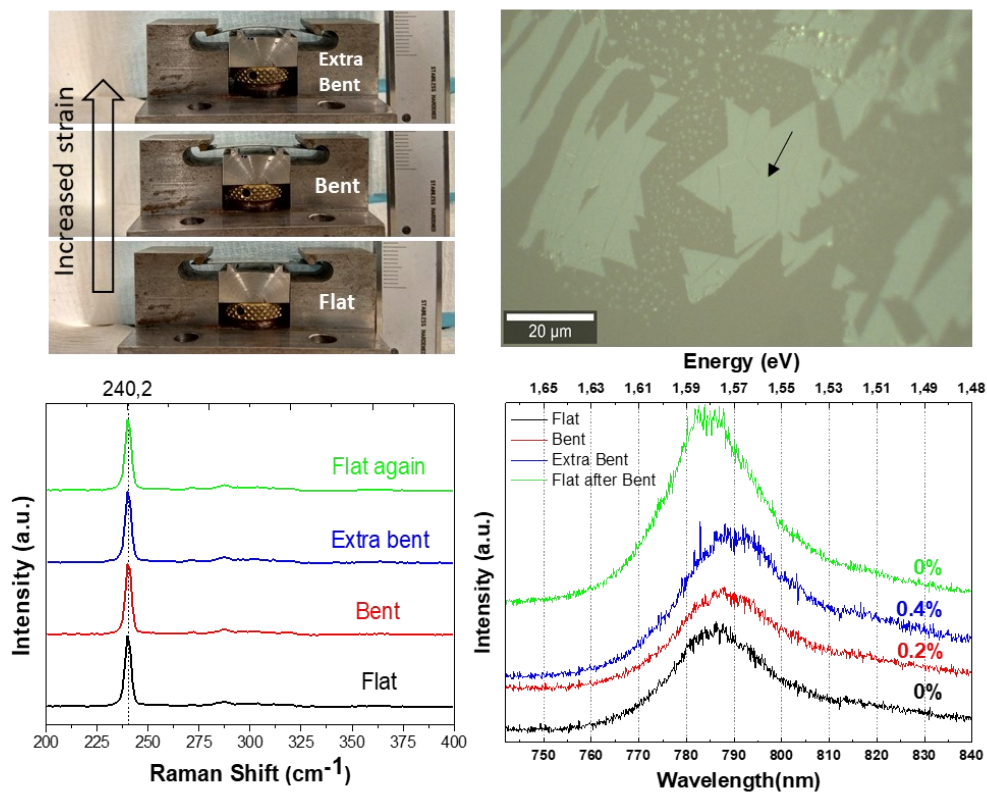 Increased strain
Extra
Bent
Bent
Flat
STAINLESS HARDENED
STAINLESS
20 µm
240,2
Flat again
Extra bent
Bent
Flat
Intensity (a.u.)
200 225 250 275 300 325 350 375 400
Raman Shift (cm-1)
Energy (eV)
1,65 1,63 1,61 1,59 1,57 1,55 1,53 1,51 1,49 1,48
Flat
Bent
Extra Bent
Flat after Bent
0%
0.4%
0.2%
0%
Intensity (a.u.)
750 760 770 780 790 800 810 820 830 840
Wavelength(nm)